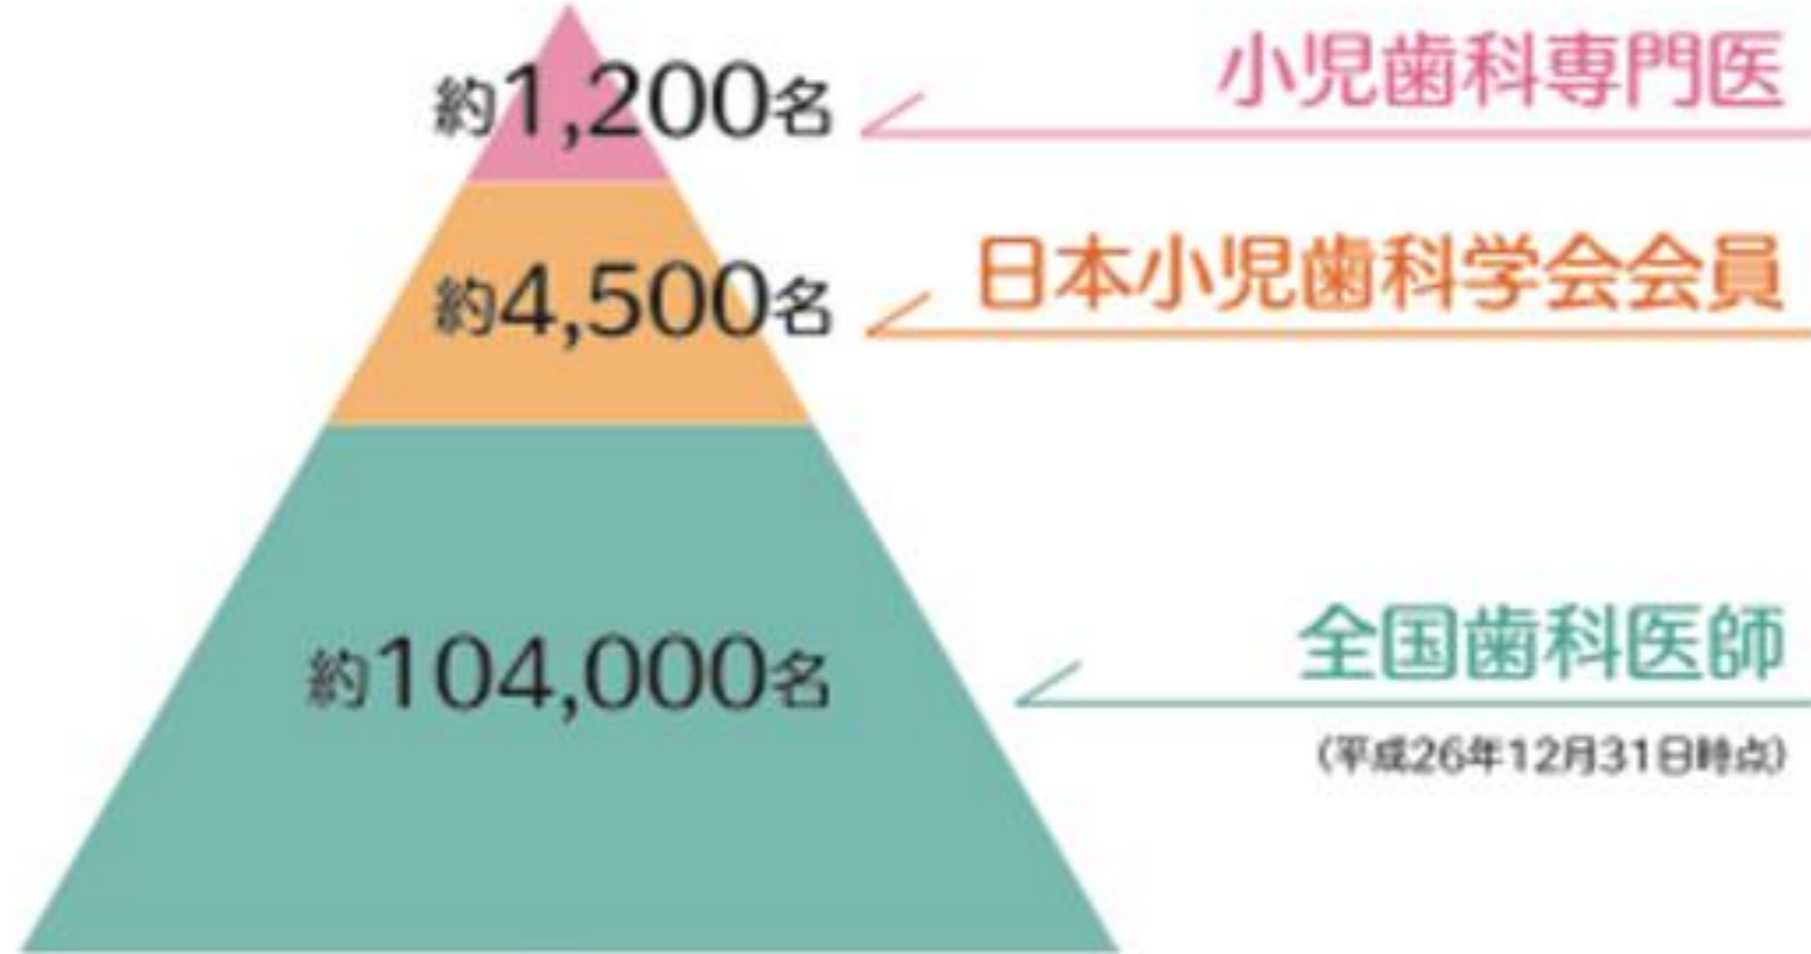 約1,200名 小児歯科専門医
約4,500名 日本小児歯科学会会員
約104,000名 全国歯科医師
(平成26年12月31日時点)